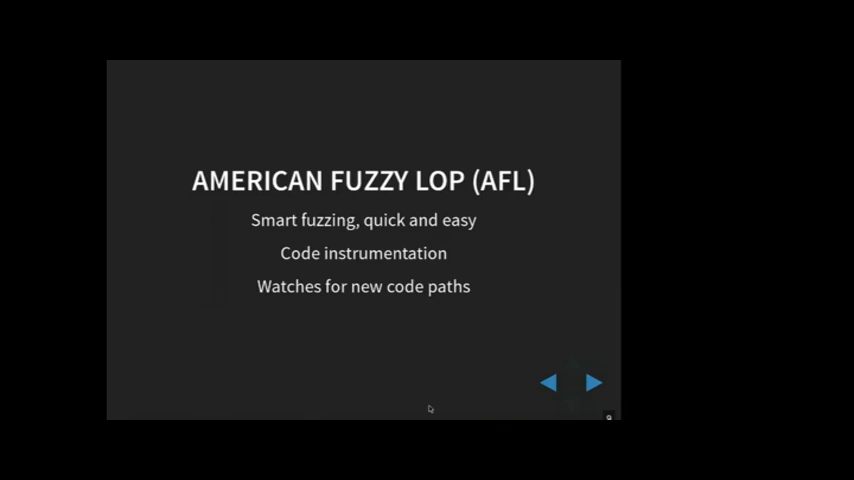 AMERICAN FUZZY LOP (AFL)
Smart fuzzing, quick and easy
Code instrumentation
Watches for new code paths